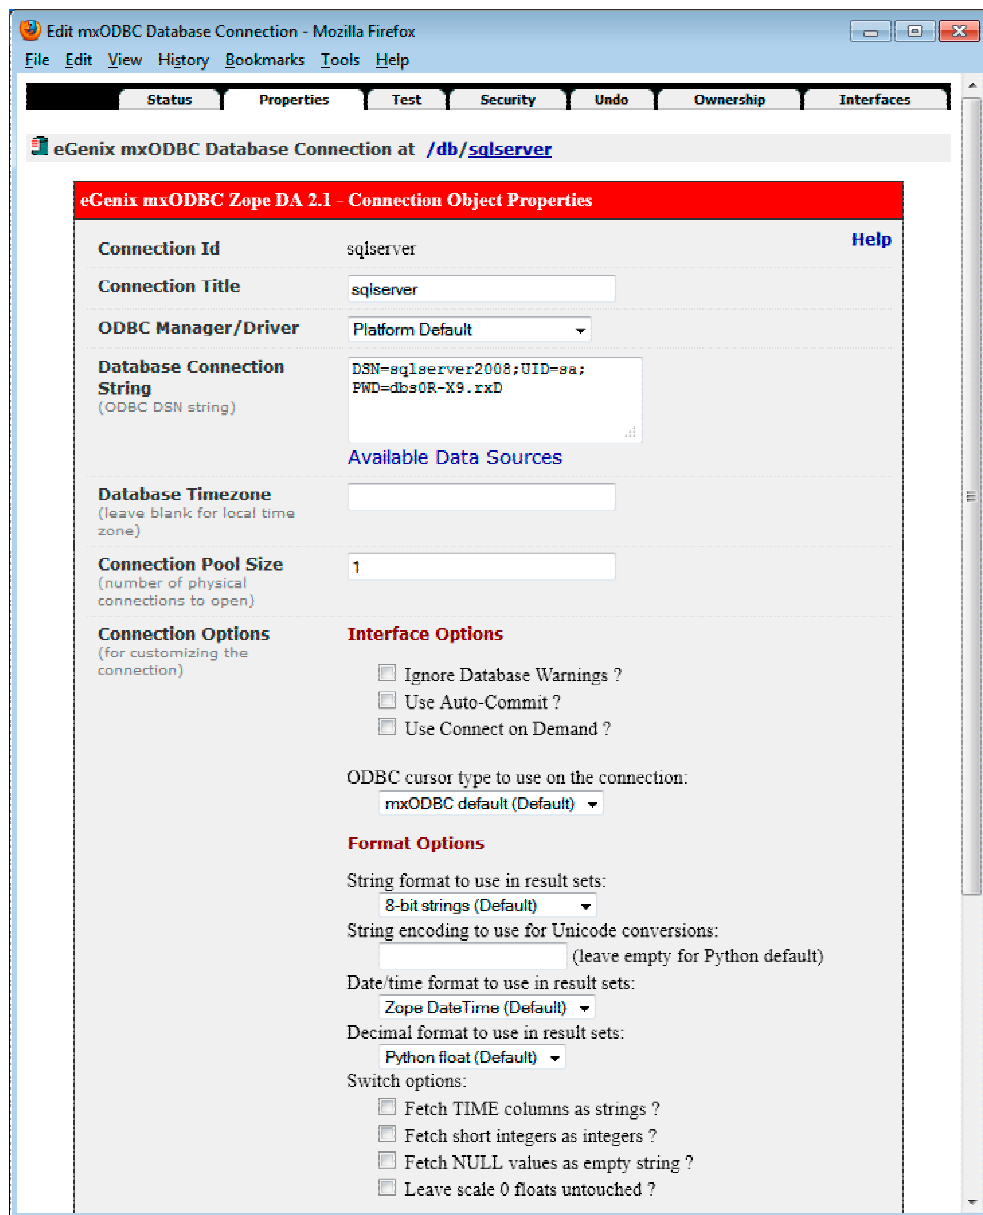 Edit mxODBC Database Connection - Mozilla Firefox
File Edit View History Bookmarks Tools Help
Status Properties Test Security Undo Ownership Interfaces
eGenix mxODBC Database Connection at /db/sqlserver
eGenix mxODBC Zope DA 2.1 - Connection Object Properties
Help
Connection Id sqlserver
Connection Title sqlserver
ODBC Manager/Driver Platform Default
Database Connection String
(ODBC DSN string)
DSN=sqlserver2008;UID=sa;
PWD=dbs0R-X9.rxD
Available Data Sources
Database Timezone
(leave blank for local time
zone)
Connection Pool Size 1
(number of physical
connections to open)
Connection Options
(for customizing the
connection)
Interface Options
Ignore Database Warnings ?
Use Auto-Commit ?
Use Connect on Demand ?
ODBC cursor type to use on the connection:
mxODBC default (Default)
Format Options
String format to use in result sets:
8-bit strings (Default)
String encoding to use for Unicode conversions:
(leave empty for Python default)
Date/time format to use in result sets:
Zope DateTime (Default)
Decimal format to use in result sets:
Python float (Default)
Switch options:
Fetch TIME columns as strings ?
Fetch short integers as integers ?
Fetch NULL values as empty string ?
Leave scale 0 floats untouched ?